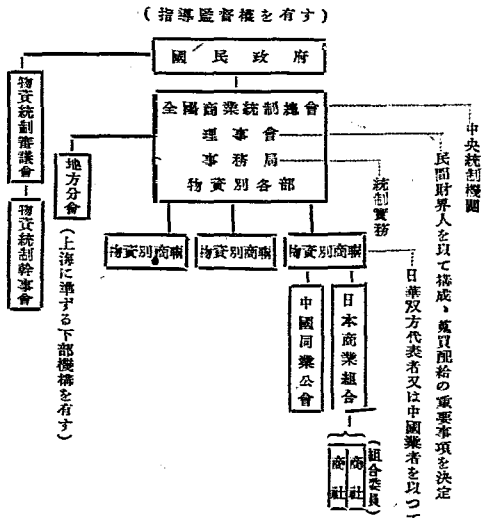 (指導監督權を有す)
國民政府
全國商業統制總會
理事會
事務局
物資別各部
中央統制機關
民間財界人を以て構成、蒐買配給の重要事項を決定
統制實務
日華双方代表者又は中國業者を以つて
物資統制審議會
物資統制幹事會
地方分會
(上海に準ずる下部機構を有す)
物資別商聯
物資別商聯
物資別商聯
日本商業組合
中國同業公會
(組合委員)
商社
商社